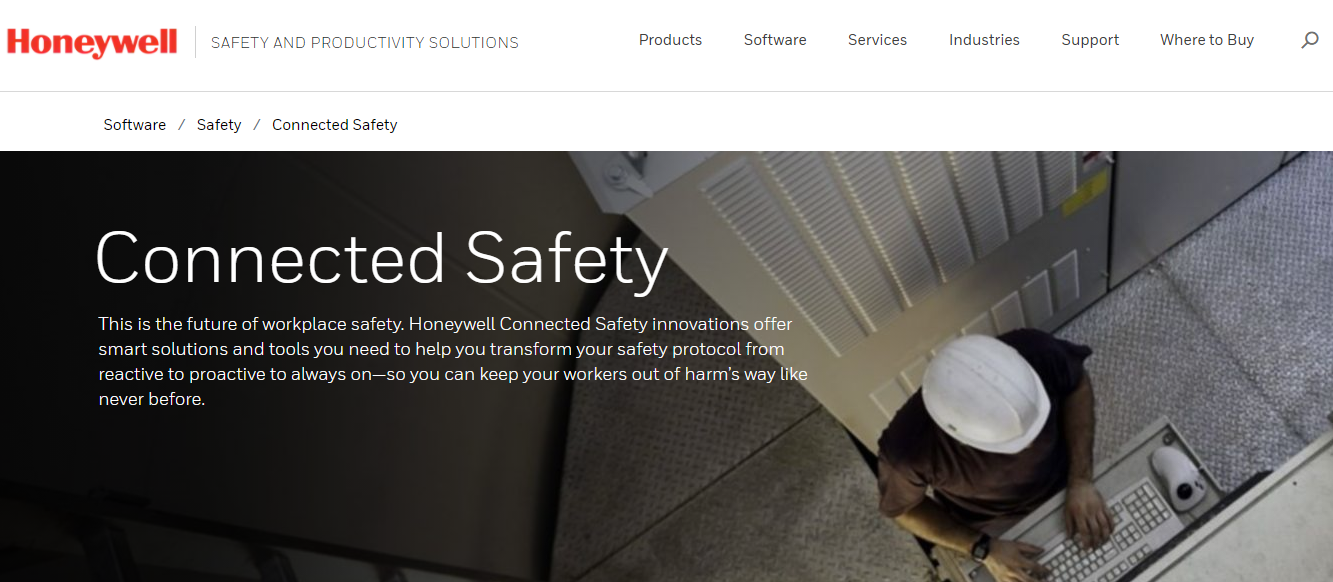 Honeywell
SAFETY AND PRODUCTIVITY SOLUTIONS
Products
Software
Services
Industries
Support
Where to Buy
Software / Safety / Connected Safety
Connected Safety
This is the future of workplace safety. Honeywell Connected Safety innovations offer
smart solutions and tools you need to help you transform your safety protocol from
reactive to proactive to always on—so you can keep your workers out of harm’s way like
never before.